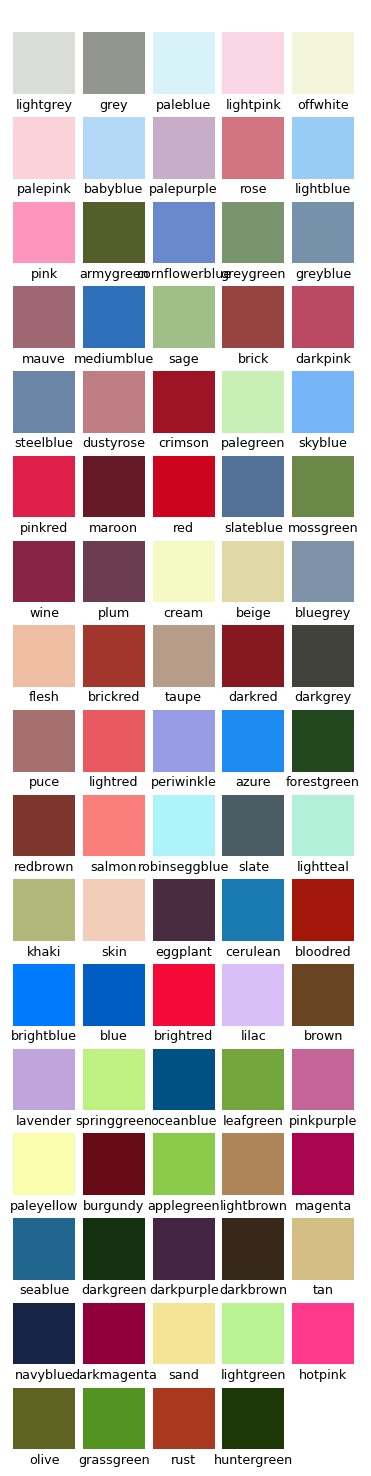 lightgrey grey paleblue lightpink offwhite
palepink babyblue palepurple rose lightblue
pink armygreen cornflowerblue greygreen greyblue
mauve mediumblue sage brick darkpink
steelblue dustyrose crimson palegreen skyblue
pinkred maroon red slateblue mossgreen
wine plum cream beige bluegrey
flesh brickred taupe darkred darkgrey
puce lightred periwinkle azure forestgreen
redbrown salmon robinseggblue slate lightteal
khaki skin eggplant cerulean bloodred
brightblue blue brightred lilac brown
lavender springgreen oceanblue leafgreen pinkpurple
paleyellow burgundy applegreen lightbrown magenta
seablue darkgreen darkpurple darkbrown tan
navyblue darkmagenta sand lightgreen hotpink
olive grassgreen rust huntergreen